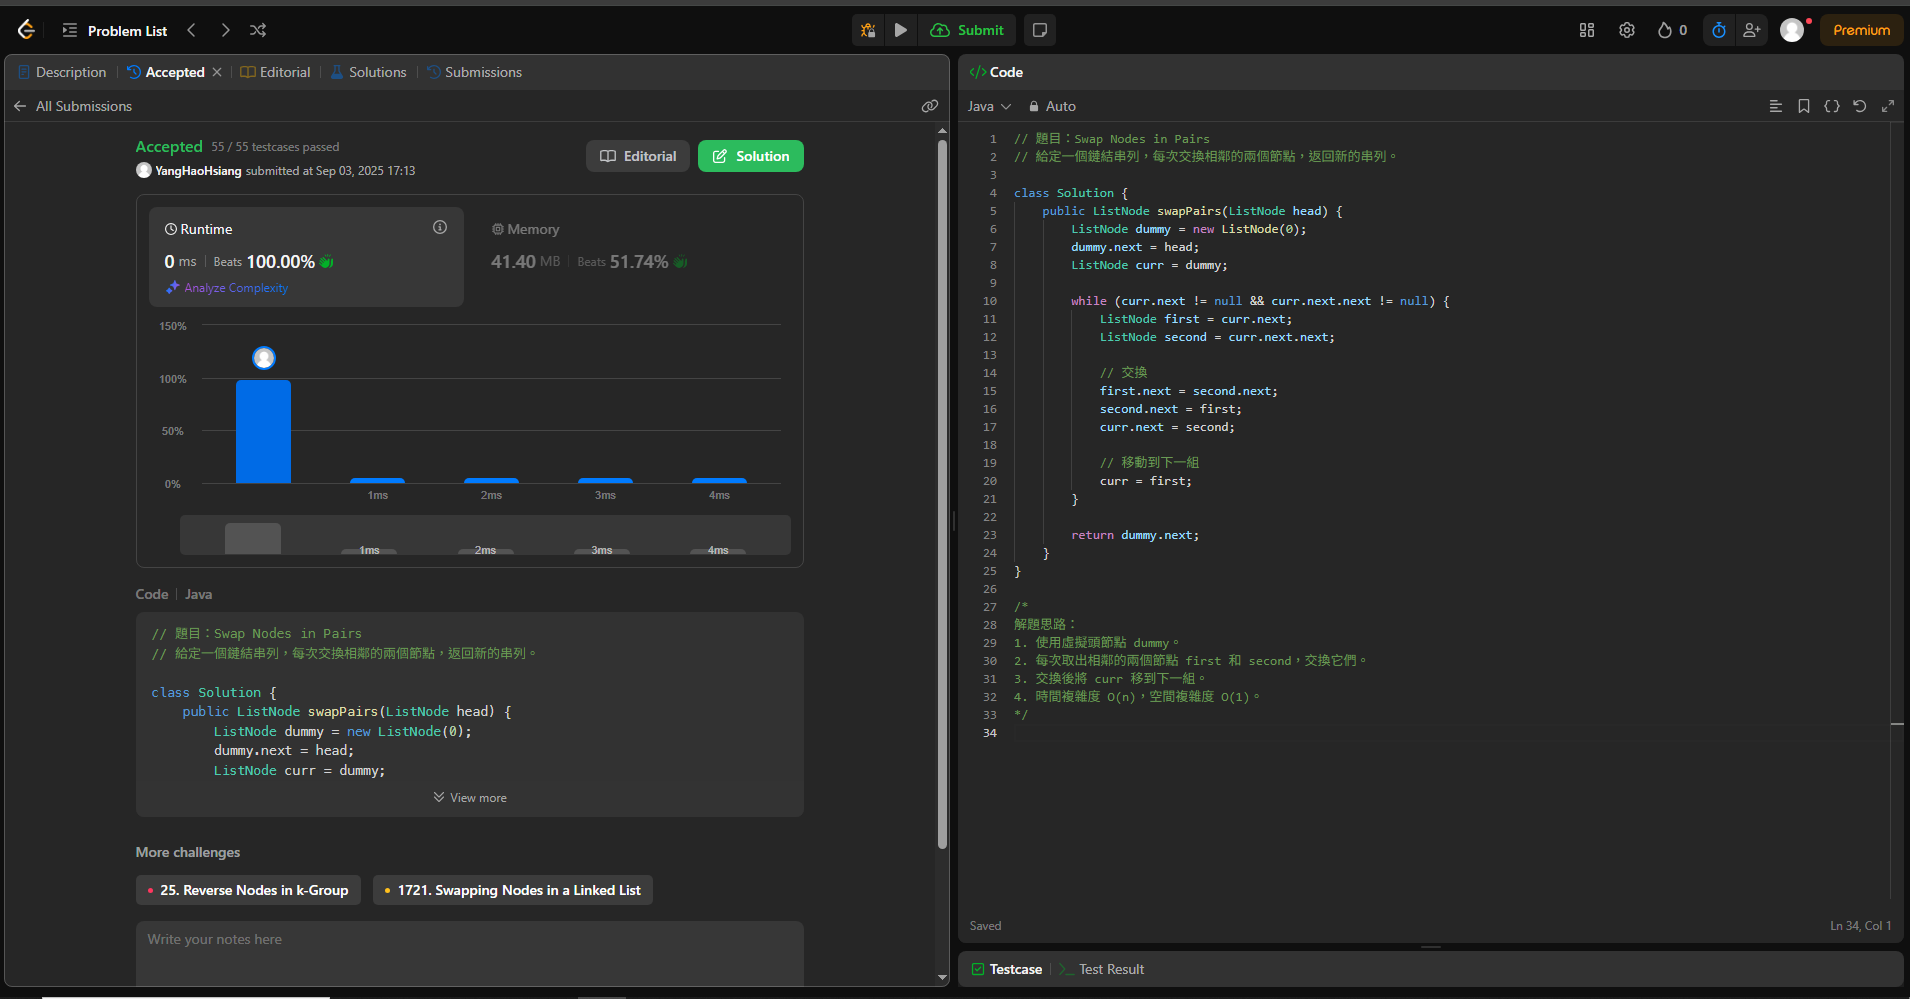 Problem List
Submit
0
Premium
Description
Accepted
Editorial
Solutions
Submissions
All Submissions
Accepted 55 / 55 testcases passed
YangHaoHsiang submitted at Sep 03, 2025 17:13
Editorial
Solution
Runtime
0 ms | Beats 100.00%
Analyze Complexity
Memory
41.40 MB | Beats 51.74%
150%
100%
50%
0%
1ms 2ms 3ms 4ms
1ms 2ms 3ms 4ms
Code | Java
// 題目：Swap Nodes in Pairs
// 給定一個鏈結串列，每次交換相鄰的兩個節點，返回新的串列。
class Solution {
public ListNode swapPairs(ListNode head) {
ListNode dummy = new ListNode(0);
dummy.next = head;
ListNode curr = dummy;
View more
More challenges
25. Reverse Nodes in k-Group
1721. Swapping Nodes in a Linked List
Write your notes here
</> Code
Java
Auto
1 // 題目：Swap Nodes in Pairs
2 // 給定一個鏈結串列，每次交換相鄰的兩個節點，返回新的串列。
3
4 class Solution {
5 public ListNode swapPairs(ListNode head) {
6 ListNode dummy = new ListNode(0);
7 dummy.next = head;
8 ListNode curr = dummy;
9
10 while (curr.next != null && curr.next.next != null) {
11 ListNode first = curr.next;
12 ListNode second = curr.next.next;
13
14 // 交換
15 first.next = second.next;
16 second.next = first;
17 curr.next = second;
18
19 // 移動到下一組
20 curr = first;
21 }
22
23 return dummy.next;
24 }
25 }
26
27 /*
28 解題思路：
29 1. 使用虛擬頭節點 dummy。
30 2. 每次取出相鄰的兩個節點 first 和 second，交換它們。
31 3. 交換後將 curr 移到下一組。
32 4. 時間複雜度 O(n)，空間複雜度 O(1)。
33 */
34
Saved
Ln 34, Col 1
Testcase
Test Result